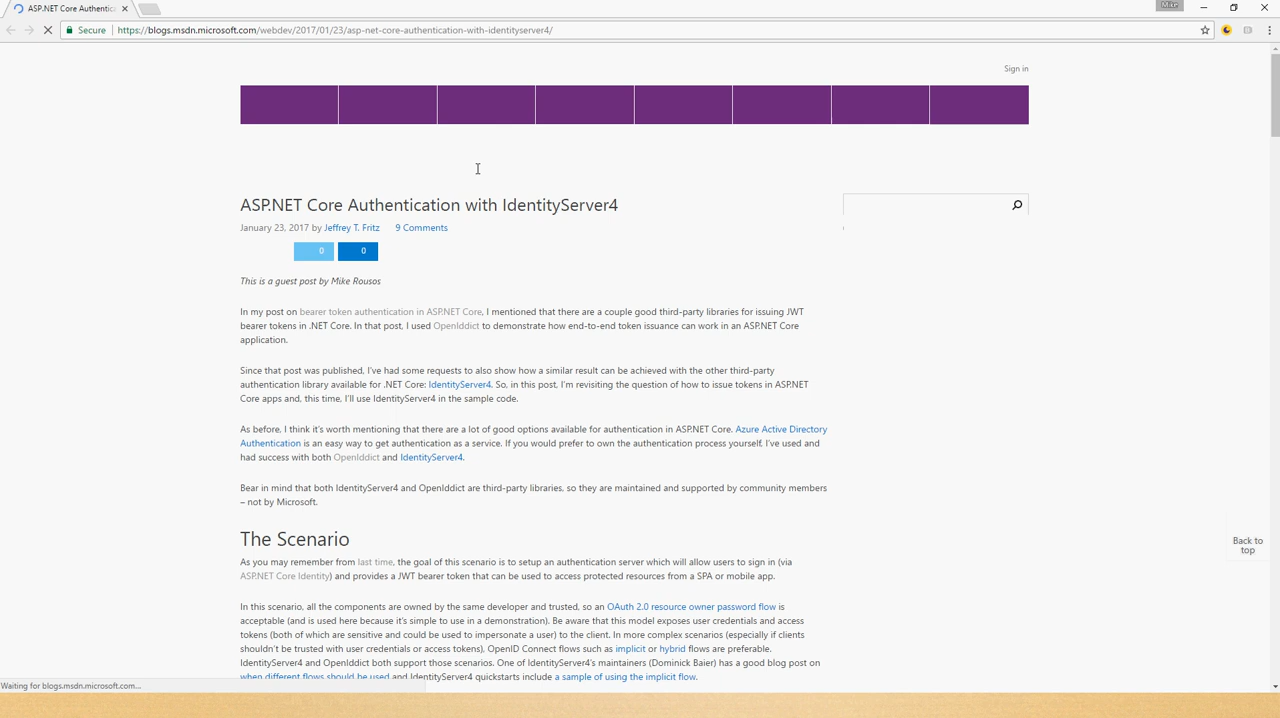 ASP.NET Core Authentica
Mike
Secure
https://blogs.msdn.microsoft.com/webdev/2017/01/23/asp-net-core-authentication-with-identityserver4/
Sign in
ASP.NET Core Authentication with IdentityServer4
January 23, 2017 by Jeffrey T. Fritz 9 Comments
0 0
This is a guest post by Mike Rousos
In my post on bearer token authentication in ASP.NET Core, I mentioned that there are a couple good third-party libraries for issuing JWT
bearer tokens in .NET Core. In that post, I used OpenIddict to demonstrate how end-to-end token issuance can work in an ASP.NET Core
application.
Since that post was published, I've had some requests to also show how a similar result can be achieved with the other third-party
authentication library available for .NET Core: IdentityServer4. So, in this post, I'm revisiting the question of how to issue tokens in ASP.NET
Core apps and, this time, I'll use IdentityServer4 in the sample code.
As before, I think it's worth mentioning that there are a lot of good options available for authentication in ASP.NET Core. Azure Active Directory
Authentication is an easy way to get authentication as a service. If you would prefer to own the authentication process yourself, I've used and
had success with both OpenIddict and IdentityServer4.
Bear in mind that both IdentityServer4 and OpenIddict are third-party libraries, so they are maintained and supported by community members
– not by Microsoft.
The Scenario
As you may remember from last time, the goal of this scenario is to setup an authentication server which will allow users to sign in (via
ASP.NET Core Identity) and provides a JWT bearer token that can be used to access protected resources from a SPA or mobile app.
In this scenario, all the components are owned by the same developer and trusted, so an OAuth 2.0 resource owner password flow is
acceptable (and is used here because it's simple to use in a demonstration). Be aware that this model exposes user credentials and access
tokens (both of which are sensitive and could be used to impersonate a user) to the client. In more complex scenarios (especially if clients
shouldn't be trusted with user credentials or access tokens), OpenID Connect flows such as implicit or hybrid flows are preferable.
IdentityServer4 and OpenIddict both support those scenarios. One of IdentityServer4's maintainers (Dominick Baier) has a good blog post on
when different flows should be used and IdentityServer4 quickstarts include a sample of using the implicit flow.
Back to
top
Waiting for blogs.msdn.microsoft.com...